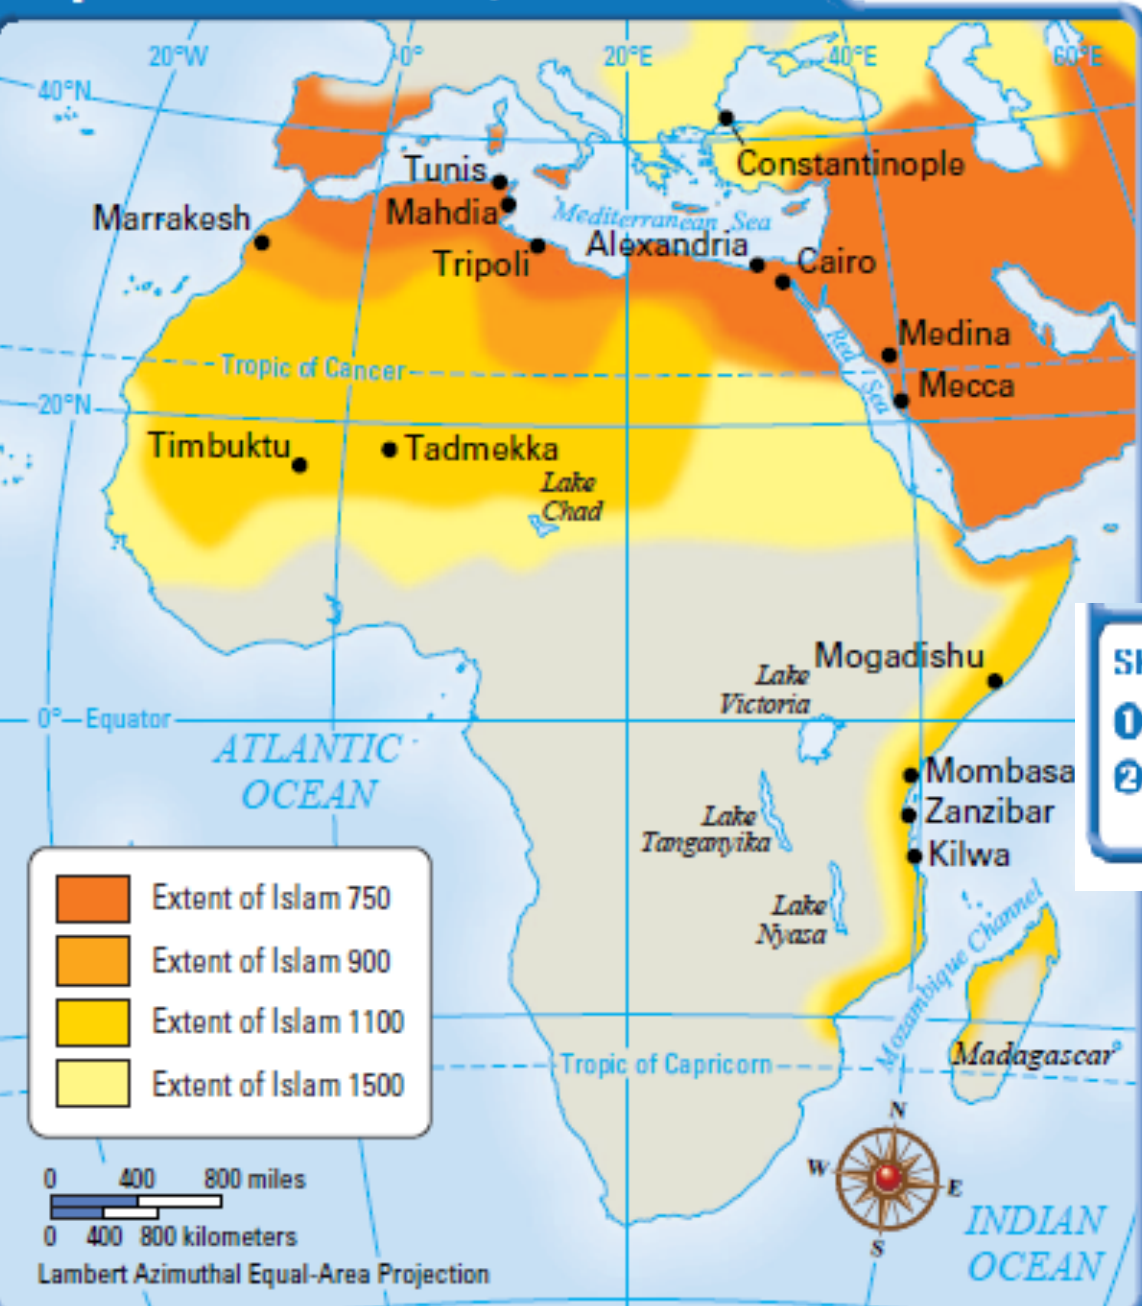 20°W
0°
20°E
40°E
60°E
40°N
Constantinople
Tunis
Mahdia
Mediterranean Sea
Marrakesh
Alexandria
Tripoli
Cairo
Medina
Red Sea
Tropic of Cancer
Mecca
20°N
Timbuktu
Tadmekka
Lake
Chad
Mogadishu
Lake
Victoria
0° Equator
ATLANTIC
OCEAN
Mombasa
Zanzibar
Lake
Tanganyika
Kilwa
Lake
Nyasa
Mozambique Channel
Extent of Islam 750
Extent of Islam 900
Extent of Islam 1100
Extent of Islam 1500
Madagascar
Tropic of Capricorn
N
W
E
S
0 400 800 miles
0 400 800 kilometers
Lambert Azimuthal Equal-Area Projection
INDIAN
OCEAN
1
2